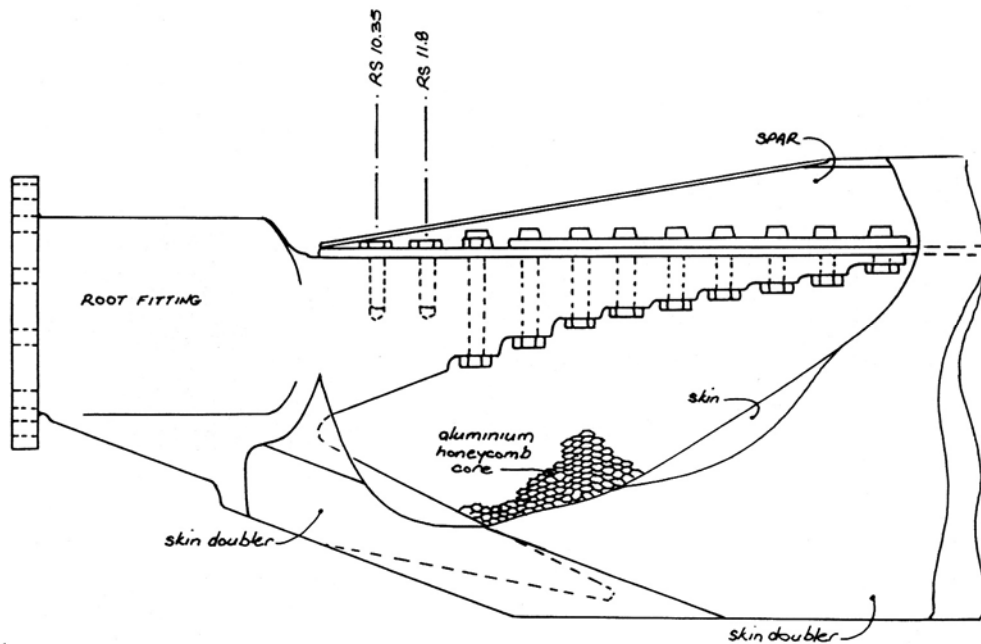 RS 10.35
RS 11.8
SPAR
ROOT FITTING
skin
aluminium
honeycomb
core
skin doubler
skin doubler